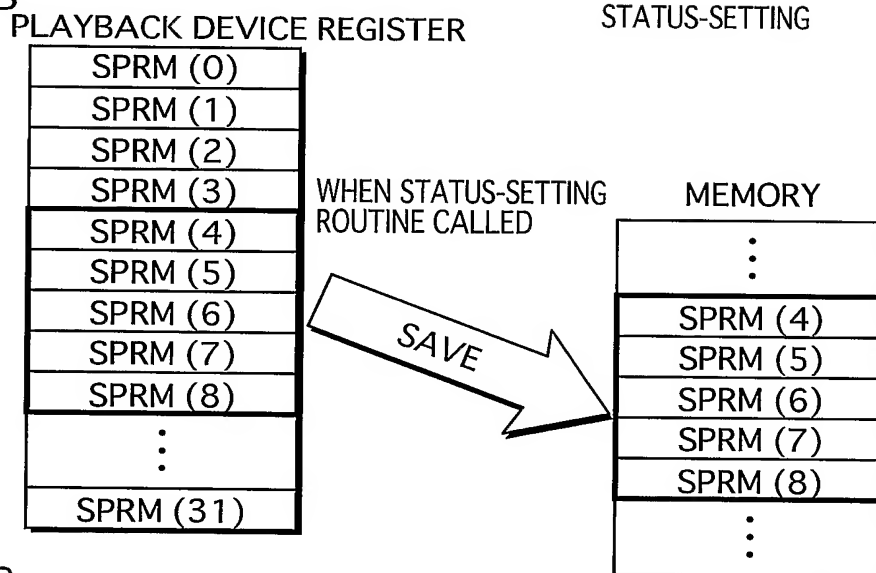 PLAYBACK DEVICE REGISTER
SPRM (0)
SPRM (1)
SPRM (2)
SPRM (3)
SPRM (4)
SPRM (5)
SPRM (6)
SPRM (7)
SPRM (8)
⋮
SPRM (31)
STATUS-SETTING
WHEN STATUS-SETTING
ROUTINE CALLED
SAVE
MEMORY
⋮
SPRM (4)
SPRM (5)
SPRM (6)
SPRM (7)
SPRM (8)
⋮